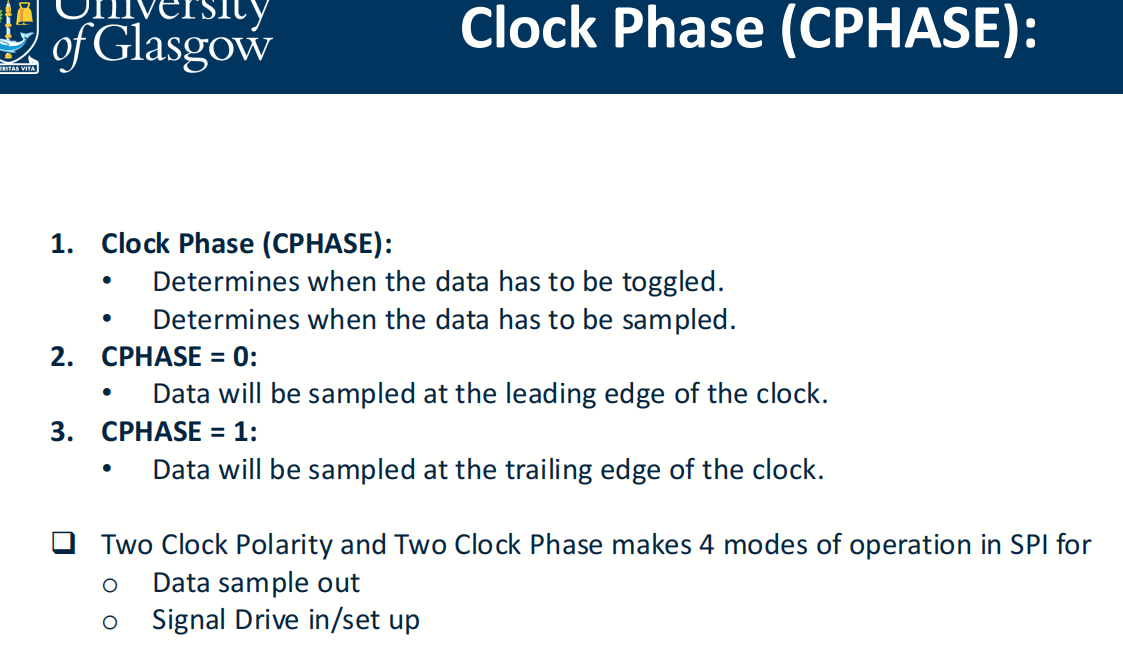 University
of Glasgow
VERITAS VITA
Clock Phase (CPHASE):
1. Clock Phase (CPHASE):
• Determines when the data has to be toggled.
• Determines when the data has to be sampled.
2. CPHASE = 0:
• Data will be sampled at the leading edge of the clock.
3. CPHASE = 1:
• Data will be sampled at the trailing edge of the clock.
❑ Two Clock Polarity and Two Clock Phase makes 4 modes of operation in SPI for
o Data sample out
o Signal Drive in/set up